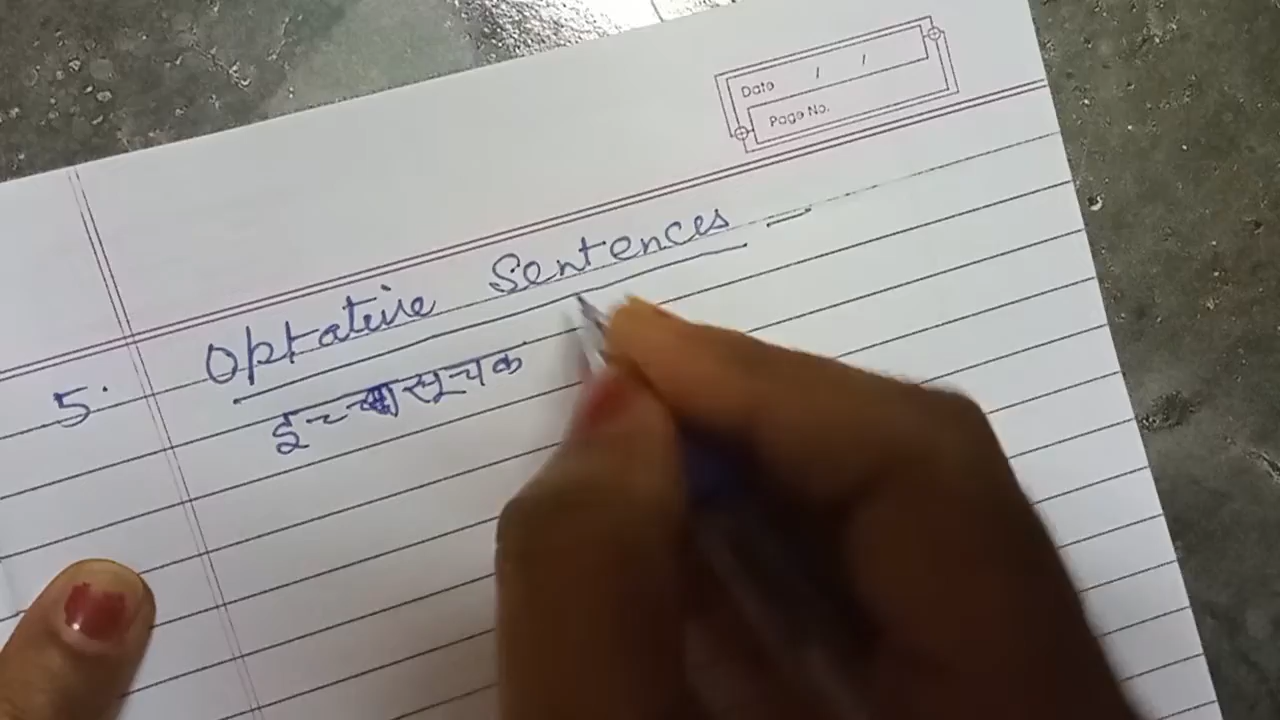 Date / /
Page No.
5. Optative Sentences -
इच्छासूचक